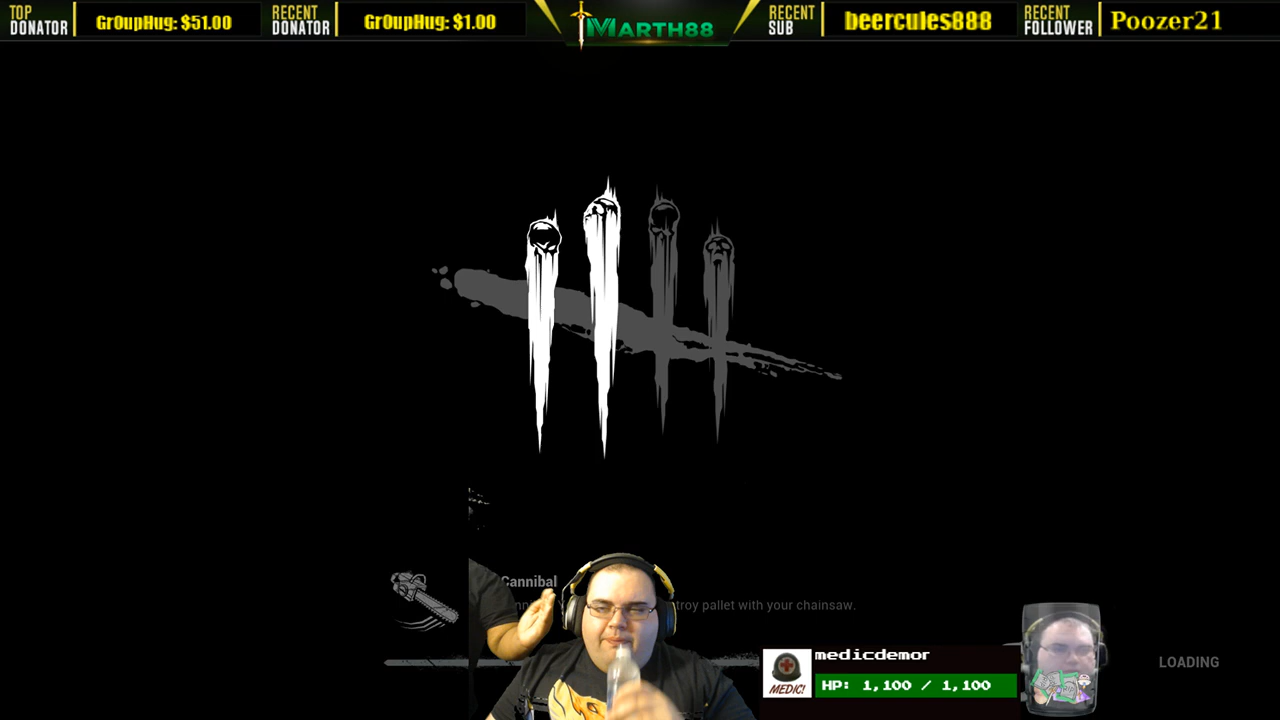 TOP DONATOR
Gr0upHug: $51.00
RECENT DONATOR
Gr0upHug: $1.00
MARTH88
RECENT SUB
beercules888
RECENT FOLLOWER
Poozer21
Cannibal
troy pallet with your chainsaw.
medicdemor
MEDIC!
HP: 1,100 / 1,100
LOADING